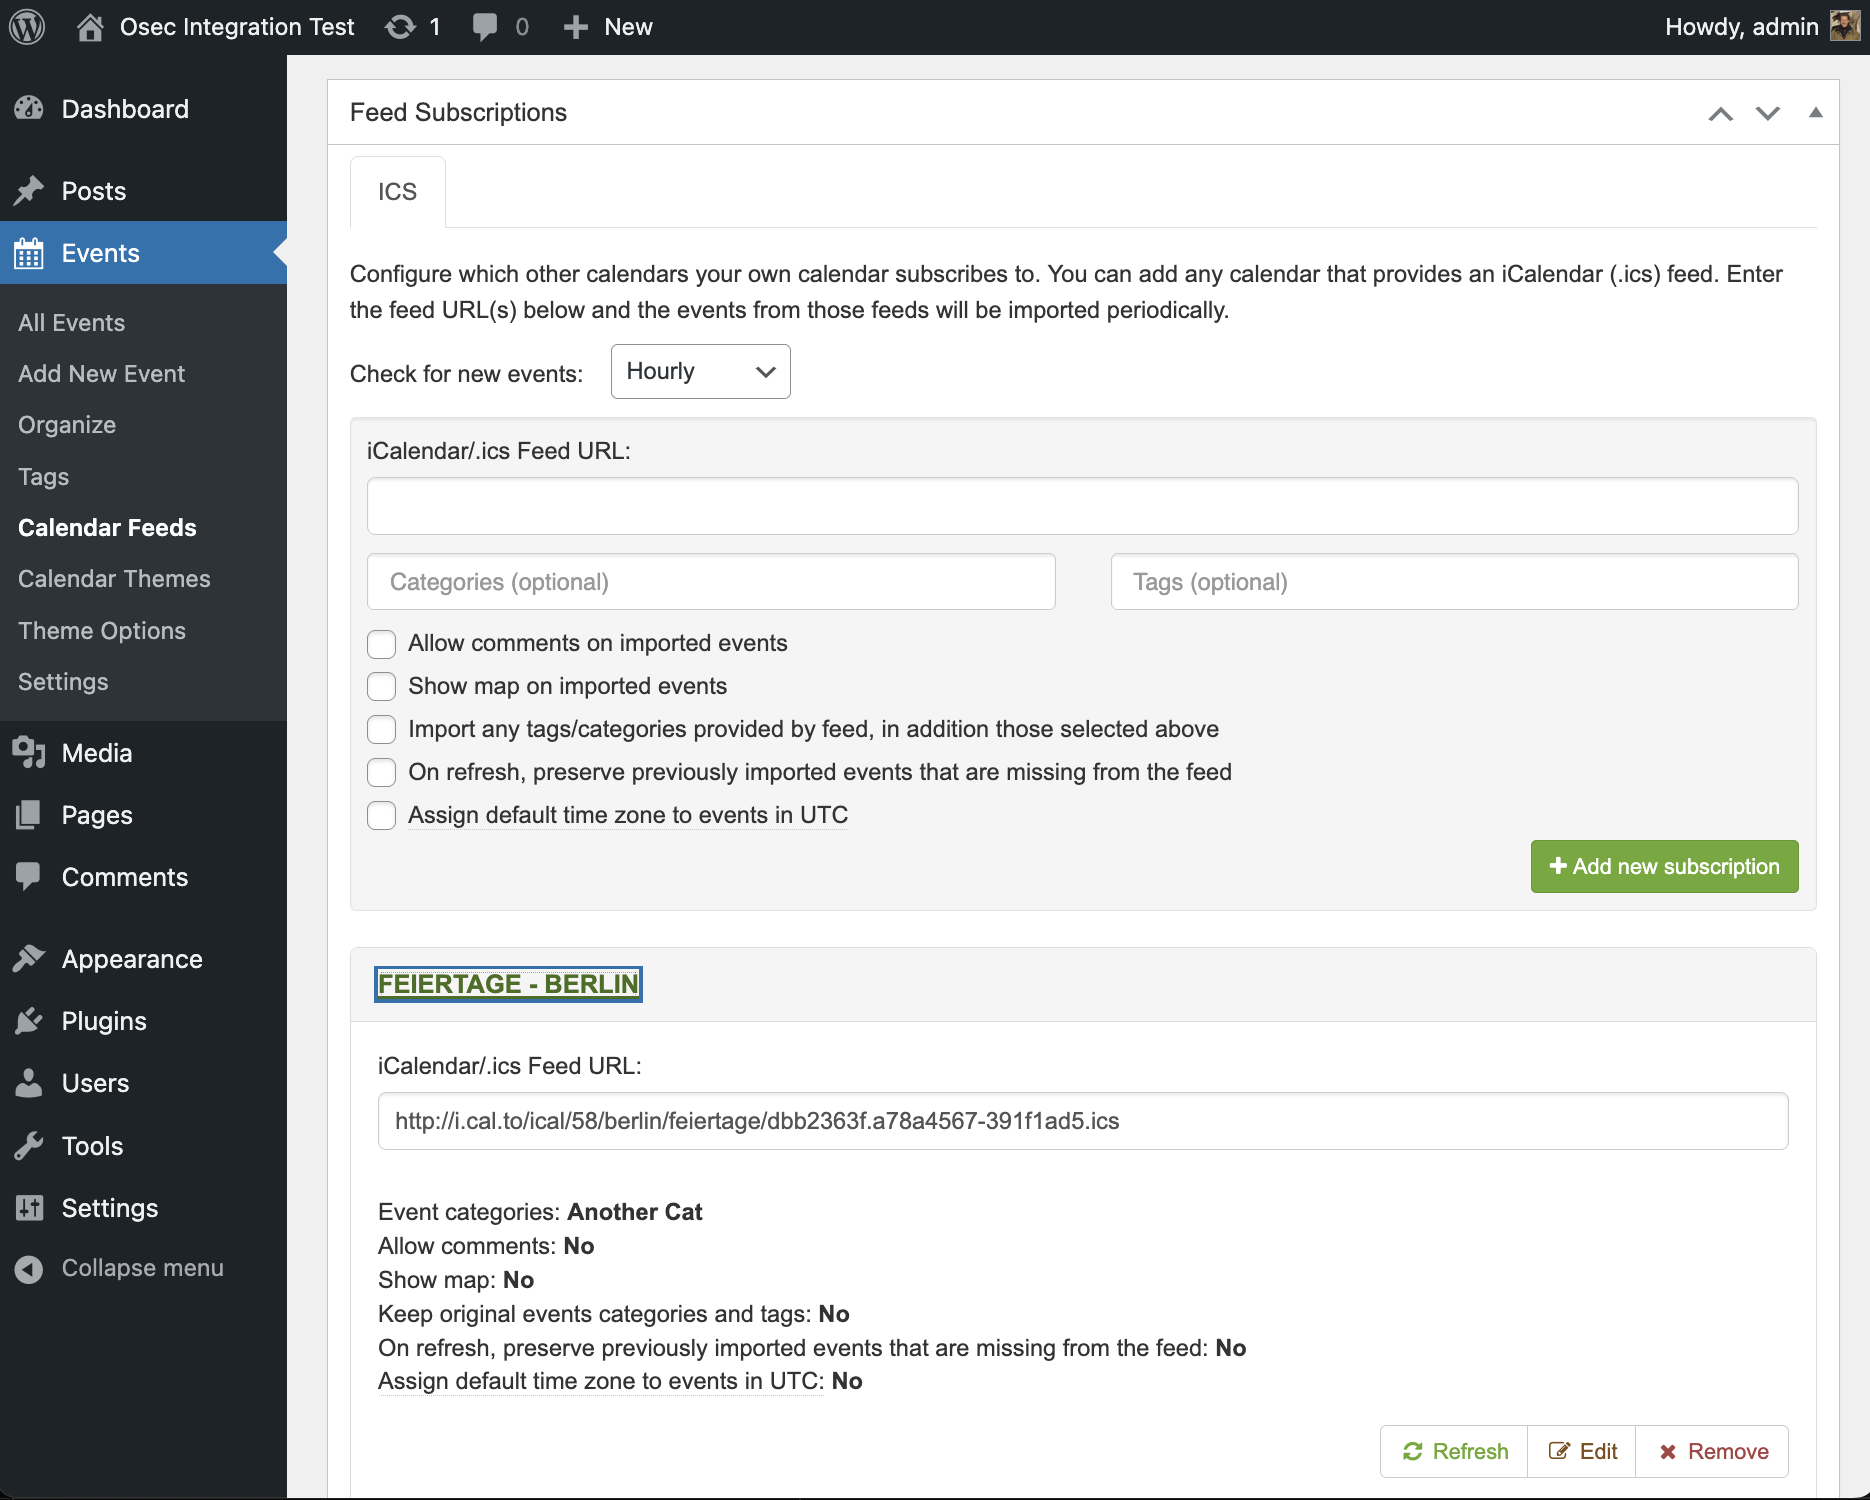 Osec Integration Test 1 0 New Howdy, admin
Dashboard
Posts
Events
All Events
Add New Event
Organize
Tags
Calendar Feeds
Calendar Themes
Theme Options
Settings
Media
Pages
Comments
Appearance
Plugins
Users
Tools
Settings
Collapse menu
Feed Subscriptions
ICS
Configure which other calendars your own calendar subscribes to. You can add any calendar that provides an iCalendar (.ics) feed. Enter
the feed URL(s) below and the events from those feeds will be imported periodically.
Check for new events: Hourly
iCalendar/.ics Feed URL:
Categories (optional) Tags (optional)
Allow comments on imported events
Show map on imported events
Import any tags/categories provided by feed, in addition those selected above
On refresh, preserve previously imported events that are missing from the feed
Assign default time zone to events in UTC
Add new subscription
FEIERTAGE - BERLIN
iCalendar/.ics Feed URL:
http://i.cal.to/ical/58/berlin/feiertage/dbb2363f.a78a4567-391f1ad5.ics
Event categories: Another Cat
Allow comments: No
Show map: No
Keep original events categories and tags: No
On refresh, preserve previously imported events that are missing from the feed: No
Assign default time zone to events in UTC: No
Refresh Edit Remove